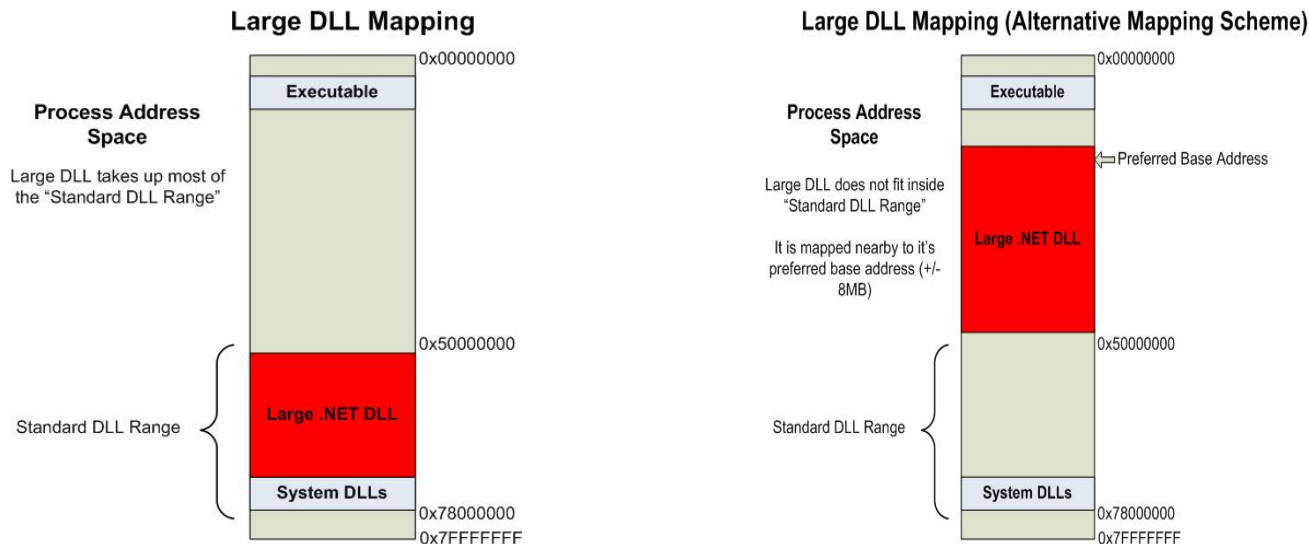 Large DLL Mapping
0x00000000
Executable
Process Address
Space
Large DLL takes up most of
the “Standard DLL Range”
0x50000000
Large .NET DLL
Standard DLL Range
System DLLs
0x78000000
0x7FFFFFFF
Large DLL Mapping (Alternative Mapping Scheme)
0x00000000
Executable
Process Address
Space
Preferred Base Address
Large DLL does not fit inside
“Standard DLL Range”
Large .NET DLL
It is mapped nearby to it's
preferred base address (+/-
8MB)
0x50000000
Standard DLL Range
System DLLs
0x78000000
0x7FFFFFFF